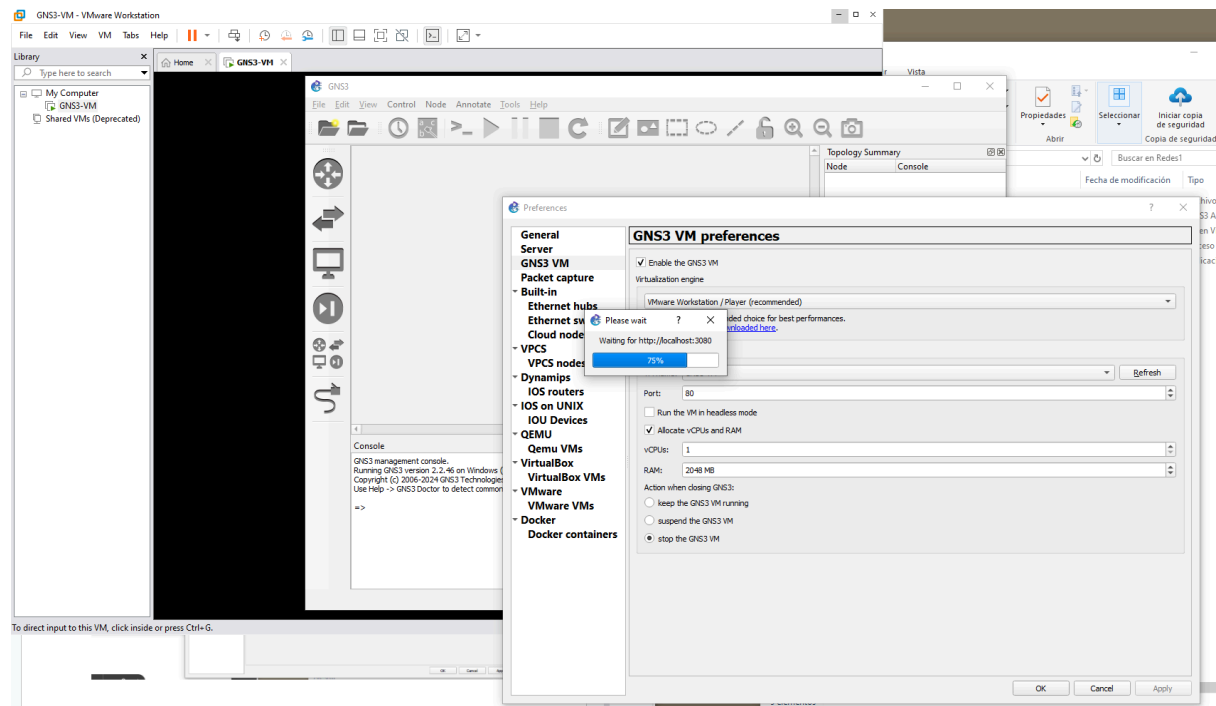 GNS3-VM - VMware Workstation
File Edit View VM Tabs Help
Library
Type here to search
My Computer
GNS3-VM
Shared VMs (Deprecated)
Home
GNS3-VM
To direct input to this VM, click inside or press Ctrl+G.
GNS3
File Edit View Control Node Annotate Tools Help
Topology Summary
Node Console
Console
GNS3 management console.
Running GNS3 version 2.2.46 on Windows (
Copyright (c) 2006-2024 GNS3 Technologies
Use Help -> GNS3 Doctor to detect common
=>
Preferences
General
Server
GNS3 VM
Packet capture
Built-in
Ethernet hubs
Ethernet sw
Cloud node
VPCS
VPCS nodes
Dynamips
IOS routers
IOS on UNIX
IOU Devices
QEMU
Qemu VMs
VirtualBox
VirtualBox VMs
VMware
VMware VMs
Docker
Docker containers
GNS3 VM preferences
Enable the GNS3 VM
Virtualization engine
VMware Workstation / Player (recommended)
ded choice for best performances.
nloaded here.
Please wait ?
Waiting for http://localhost:3080
75%
Refresh
Port: 80
Run the VM in headless mode
Allocate vCPUs and RAM
vCPUs: 1
RAM: 2048 MB
Action when closing GNS3:
keep the GNS3 VM running
suspend the GNS3 VM
stop the GNS3 VM
OK Cancel Apply
Vista
Propiedades
Abrir
Seleccionar
Iniciar copia
de seguridad
Copia de seguridad
Buscar en Redes1
Fecha de modificación Tipo
hivo
S3 A
en V
eso
icac
OK Cancel